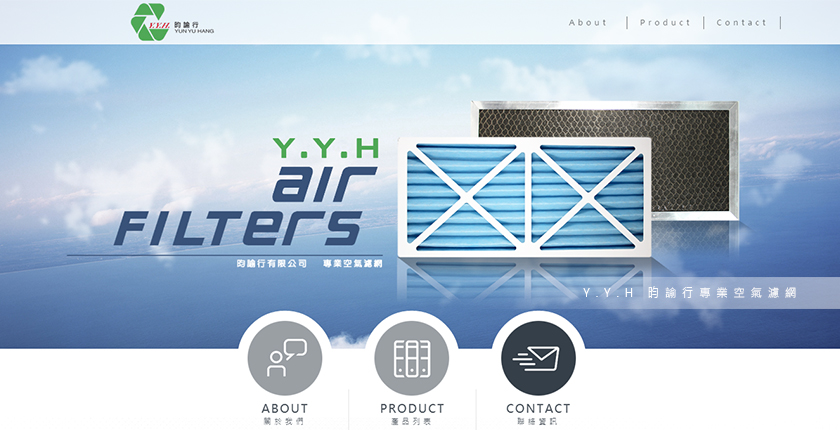 Y.Y.H
昀諭行
YUN YU HANG
About
Product
Contact
Y.Y.H
air
FILTERS
昀諭行有限公司 專業空氣濾網
Y.Y.H 昀諭行專業空氣濾網
ABOUT
關於我們
PRODUCT
產品列表
CONTACT
聯絡資訊